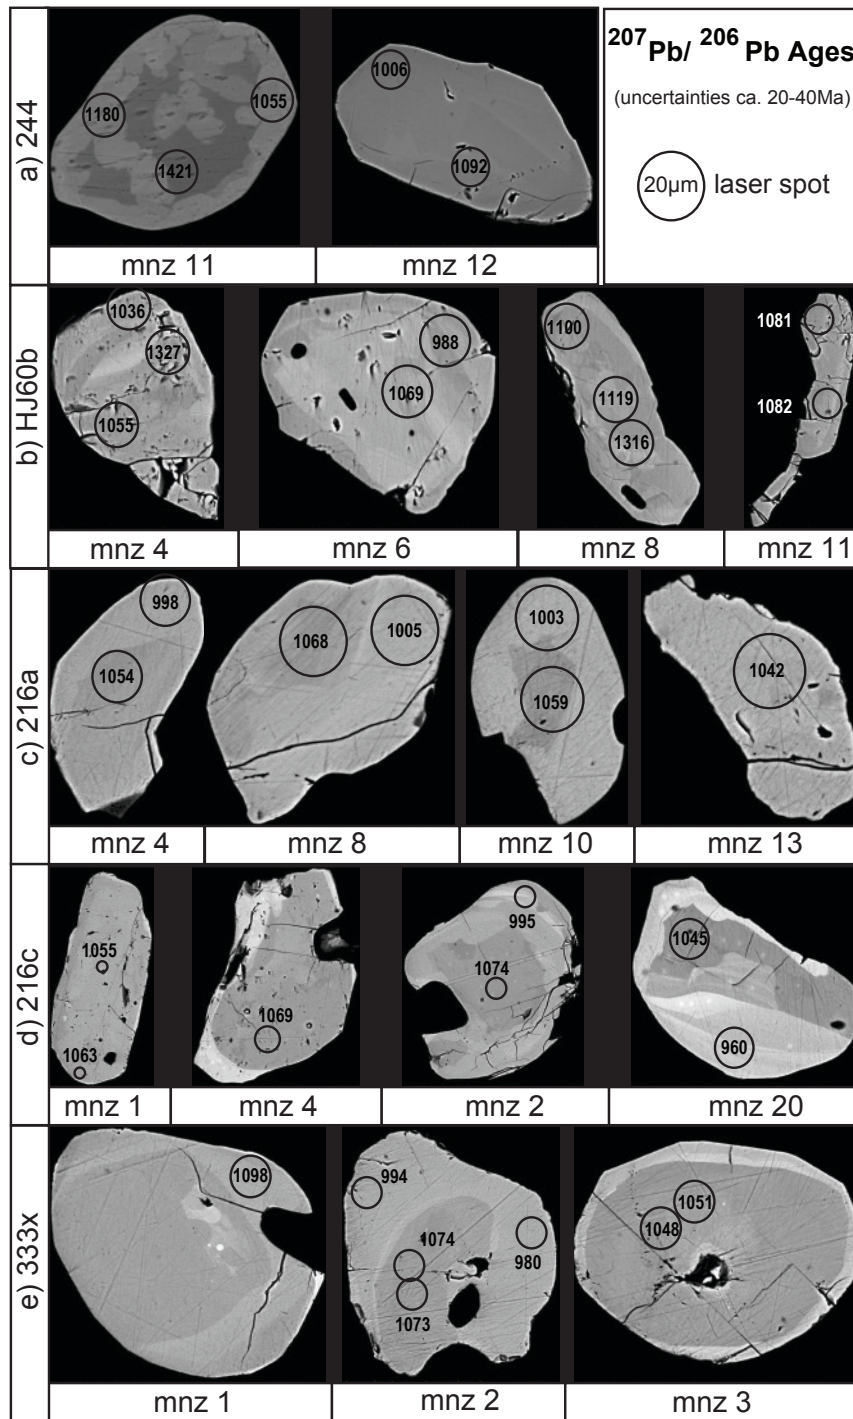 207Pb/ 206 Pb Ages
(uncertainties ca. 20-40Ma)
20µm laser spot
a) 244
1180
1055
1421
1006
1092
mnz 11
mnz 12
b) HJ60b
1036
1327
1055
988
1069
1100
1119
1316
1081
1082
mnz 4
mnz 6
mnz 8
mnz 11
c) 216a
998
1054
1068
1005
1003
1059
1042
mnz 4
mnz 8
mnz 10
mnz 13
d) 216c
1055
1063
1069
995
1074
1045
960
mnz 1
mnz 4
mnz 2
mnz 20
e) 333x
1098
994
1074
980
1073
1051
1048
mnz 1
mnz 2
mnz 3